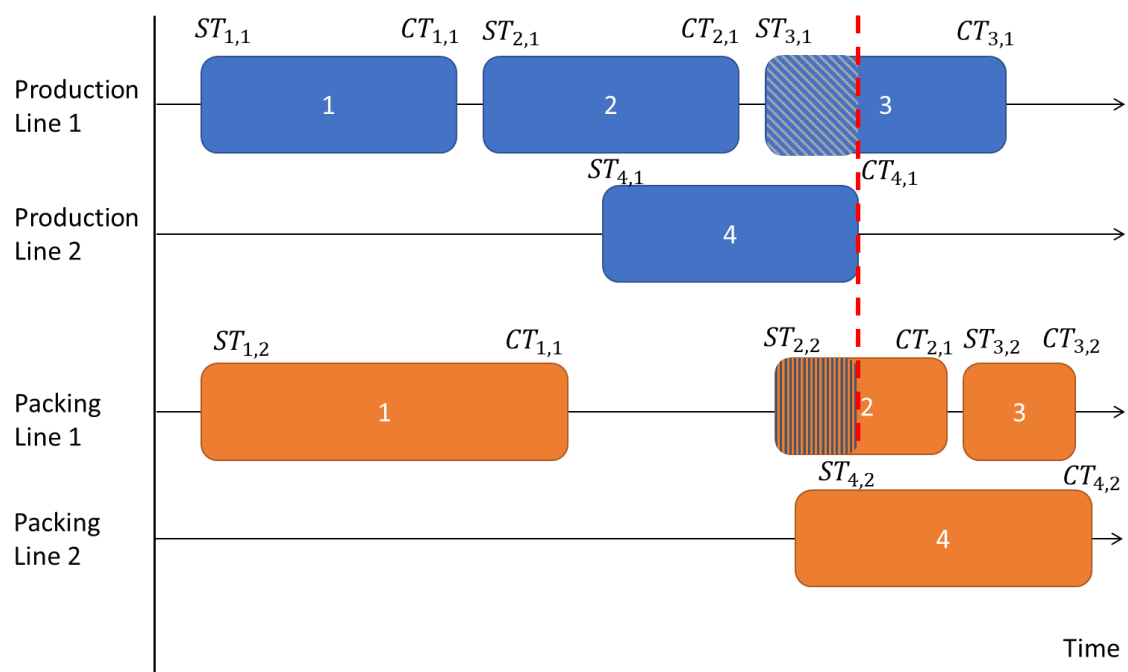 ST1,1 CT1,1 ST2,1 CT2,1 ST3,1 CT3,1
Production
Line 1
1 2 3
ST4,1 CT4,1
Production
Line 2
4
ST1,2 CT1,1 ST2,2 CT2,1 ST3,2 CT3,2
Packing
Line 1
1 2 3
ST4,2 CT4,2
Packing
Line 2
4
Time